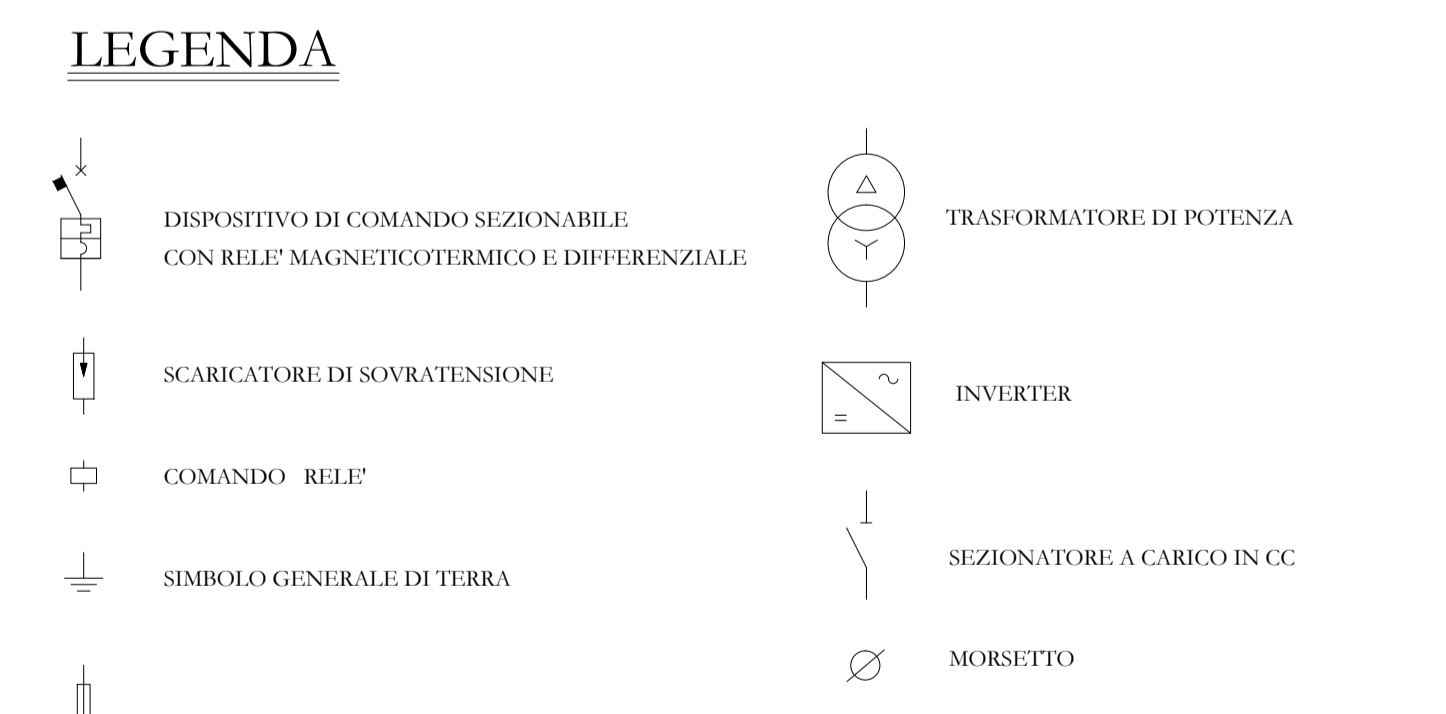 LEGENDA
DISPOSITIVO DI COMANDO SEZIONABILE
CON RELE' MAGNETICOTERMICO E DIFFERENZIALE
SCARICATORE DI SOVRATENSIONE
COMANDO RELE'
SIMBOLO GENERALE DI TERRA
TRASFORMATORE DI POTENZA
INVERTER
SEZIONATORE A CARICO IN CC
MORSETTO